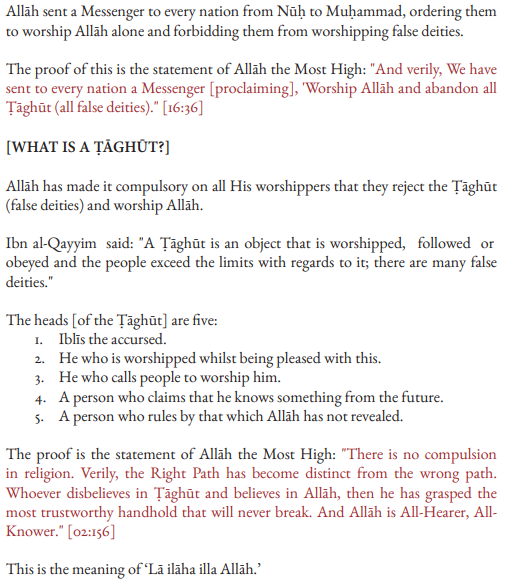 Allāh sent a Messenger to every nation from Nūḥ to Muḥammad, ordering them
to worship Allāh alone and forbidding them from worshipping false deities.
The proof of this is the statement of Allāh the Most High: "And verily, We have
sent to every nation a Messenger [proclaiming], 'Worship Allāh and abandon all
Ṭāghūt (all false deities)." [16:36]
[WHAT IS A ṬĀGHŪT?]
Allāh has made it compulsory on all His worshippers that they reject the Ṭāghūt
(false deities) and worship Allāh.
Ibn al-Qayyim said: "A Ṭāghūt is an object that is worshipped, followed or
obeyed and the people exceed the limits with regards to it; there are many false
deities."
The heads [of the Ṭāghūt] are five:
1. Iblīs the accursed.
2. He who is worshipped whilst being pleased with this.
3. He who calls people to worship him.
4. A person who claims that he knows something from the future.
5. A person who rules by that which Allāh has not revealed.
The proof is the statement of Allāh the Most High: "There is no compulsion
in religion. Verily, the Right Path has become distinct from the wrong path.
Whoever disbelieves in Ṭāghūt and believes in Allāh, then he has grasped the
most trustworthy handhold that will never break. And Allāh is All-Hearer, All-
Knower." [02:156]
This is the meaning of 'Lā ilāha illa Allāh.'